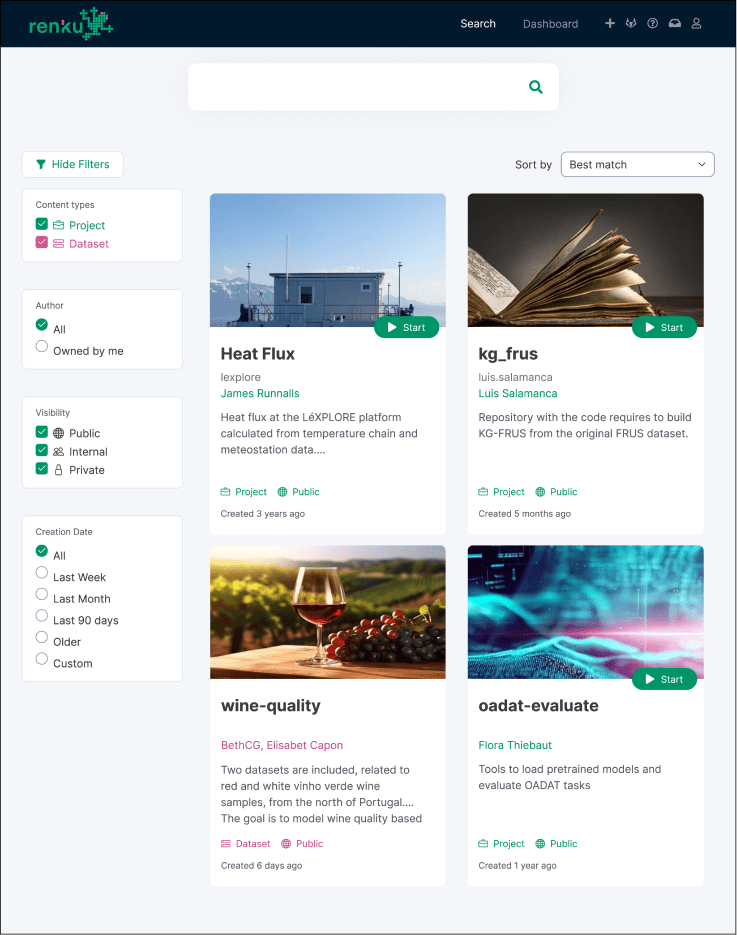 renku
Search
Dashboard
Hide Filters
Sort by
Best match
Content types
Project
Dataset
Author
All
Owned by me
Visibility
Public
Internal
Private
Creation Date
All
Last Week
Last Month
Last 90 days
Older
Custom
Start
Heat Flux
lexplore
James Runnalls
Heat flux at the LéXPLORE platform
calculated from temperature chain and
meteostation data....
Project Public
Created 3 years ago
Start
kg_frus
luis.salamanca
Luis Salamanca
Repository with the code requires to build
KG-FRUS from the original FRUS dataset.
Project Public
Created 5 months ago
wine-quality
BethCG, Elisabet Capon
Two datasets are included, related to
red and white vinho verde wine
samples, from the north of Portugal....
The goal is to model wine quality based
Dataset Public
Created 6 days ago
Start
oadat-evaluate
Flora Thiebaut
Tools to load pretrained models and
evaluate OADAT tasks
Project Public
Created 1 year ago